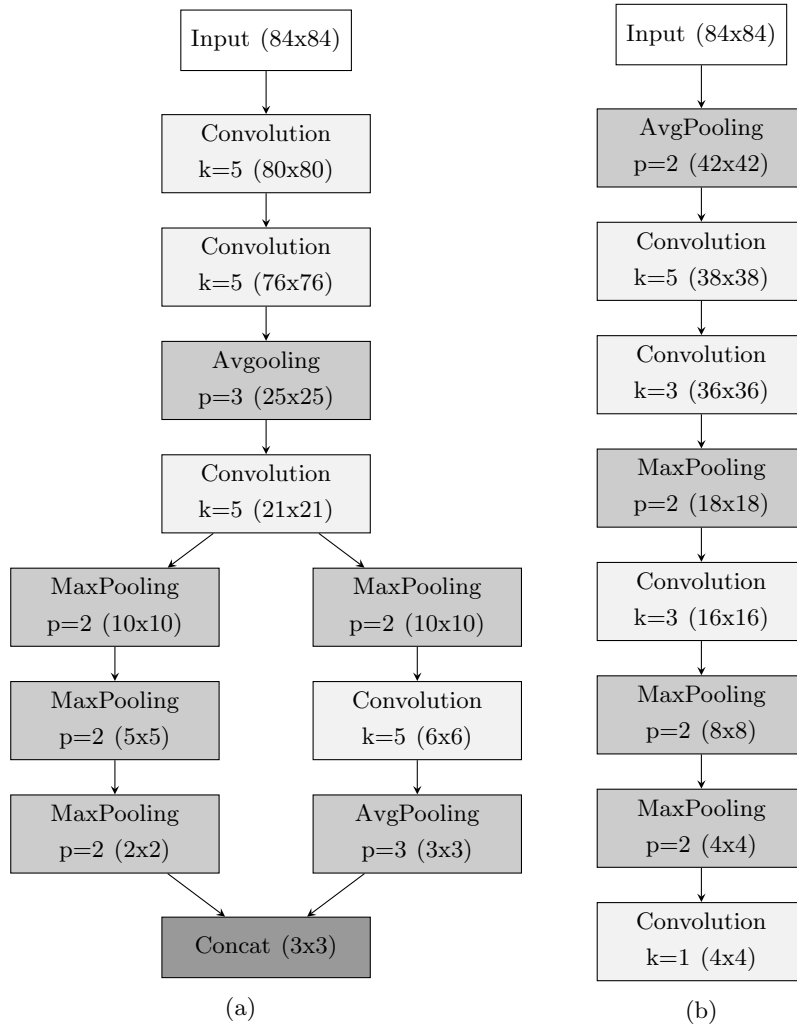 Input (84x84)
Convolution
k=5 (80x80)
Convolution
k=5 (76x76)
Avgooling
p=3 (25x25)
Convolution
k=5 (21x21)
MaxPooling
p=2 (10x10)
MaxPooling
p=2 (5x5)
MaxPooling
p=2 (2x2)
MaxPooling
p=2 (10x10)
Convolution
k=5 (6x6)
AvgPooling
p=3 (3x3)
Concat (3x3)
(a)
Input (84x84)
AvgPooling
p=2 (42x42)
Convolution
k=5 (38x38)
Convolution
k=3 (36x36)
MaxPooling
p=2 (18x18)
Convolution
k=3 (16x16)
MaxPooling
p=2 (8x8)
MaxPooling
p=2 (4x4)
Convolution
k=1 (4x4)
(b)